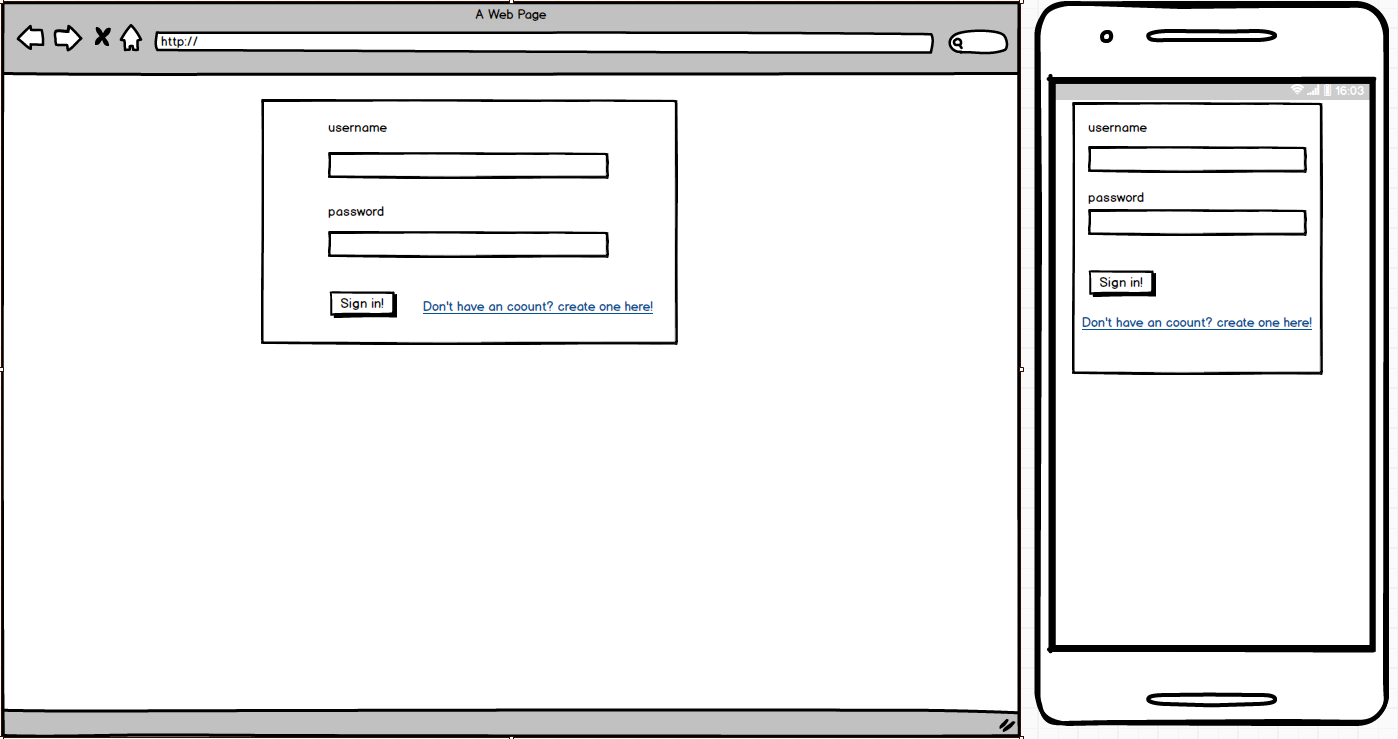 A Web Page
http://
username
password
Sign in!
Don't have an coount? create one here!
16:03
username
password
Sign in!
Don't have an coount? create one here!